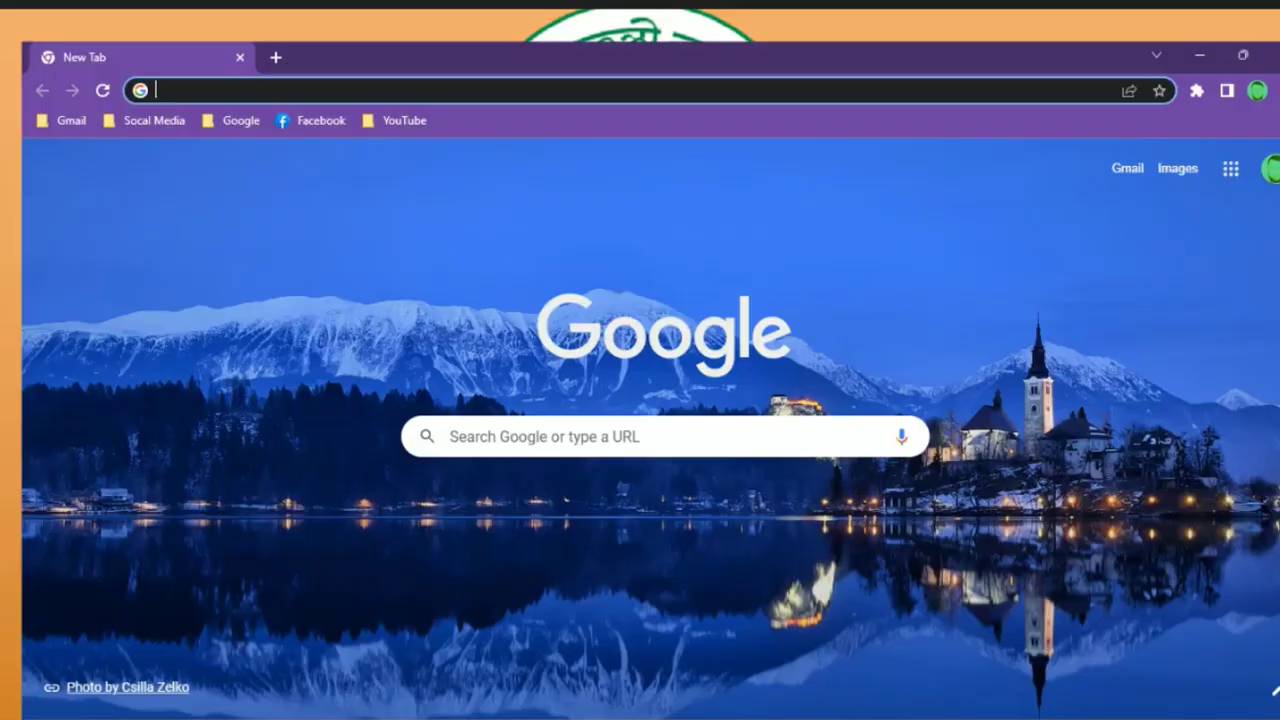 New Tab
Gmail Socal Media Google Facebook YouTube
Gmail Images
Google
Search Google or type a URL
Photo by Csilla Zelko